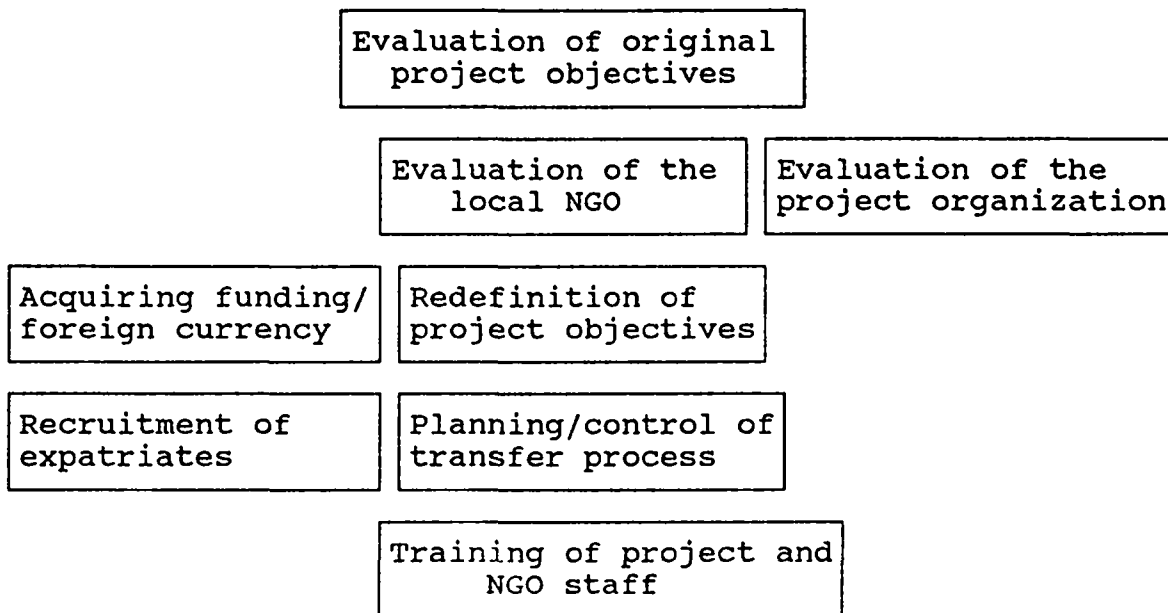 Evaluation of original
project objectives
Evaluation of the
local NGO
Evaluation of the
project organization
Acquiring funding/
foreign currency
Redefinition of
project objectives
Recruitment of
expatriates
Planning/control of
transfer process
Training of project and
NGO staff